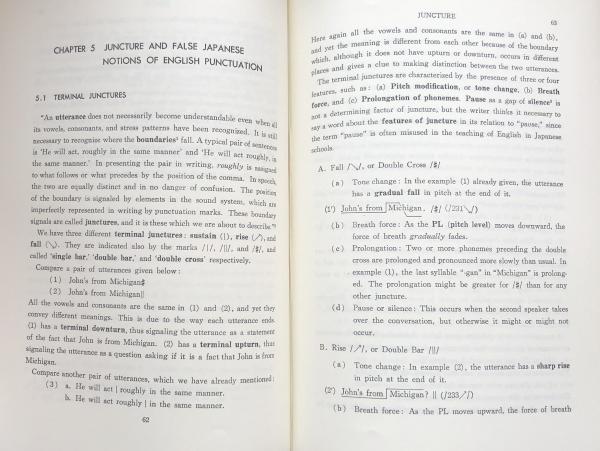 CHAPTER 5 JUNCTURE AND FALSE JAPANESE
NOTIONS OF ENGLISH PUNCTUATION
5.1 TERMINAL JUNCTURES
"An utterance does not necessarily become understandable even when all
its vowels, consonants, and stress patterns have been recognized. It is still
necessary to recognize where the boundaries¹ fall. A typical pair of sentences
is 'He will act, roughly in the same manner' and 'He will act roughly, in
the same manner.' In presenting the pair in writing, roughly is assigned
to what follows or what precedes by the position of the comma. In speech,
the two are equally distinct and in no danger of confusion. The position
of the boundary is signaled by elements in the sound system, which are
imperfectly represented in writing by punctuation marks. These boundary
signals are called junctures, and it is these which we are about to describe."²
We have three different terminal junctures: sustain (|), rise (↗), and
fall (↘). They are indicated also by the marks /|/, /||/, and /$/, and
called 'single bar,' 'double bar,' and 'double cross' respectively.
Compare a pair of utterances given below:
(1) John's from Michigan$
(2) John's from Michigan||
All the vowels and consonants are the same in (1) and (2), and yet they
convey different meanings. This is due to the way each utterance ends.
(1) has a terminal downturn, thus signaling the utterance as a statement
of the fact that John is from Michigan. (2) has a terminal upturn, thus
signaling the utterance as a question asking if it is a fact that John is from
Michigan.
Compare another pair of utterances, which we have already mentioned:
(3) a. He will act | roughly in the same manner.
b. He will act roughly | in the same manner.
62
JUNCTURE 63
Here again all the vowels and consonants are the same in (a) and (b),
and yet the meaning is different from each other because of the boundary
which, although it does not have upturn or downturn, occurs in different
places and gives a clue to making distinction between the two utterances.
The terminal junctures are characterized by the presence of three or four
features, such as: (a) Pitch modification, or tone change, (b) Breath
force, and (c) Prolongation of phonemes. Pause as a gap of silence³ is
not a determining factor of juncture, but the writer thinks it necessary to
say a word about the features of juncture in its relation to "pause," since
the term "pause" is often misused in the teaching of English in Japanese
schools.
A. Fall /↘/, or Double Cross /$/
(a) Tone change: In the example (1) already given, the utterance
has a gradual fall in pitch at the end of it.
(1') John's from Michigan. /$/ (/231↘/)
(b) Breath force: As the PL (pitch level) moves downward, the
force of breath gradually fades.
(c) Prolongation: Two or more phonemes preceding the double
cross are prolonged and pronounced more slowly than usual. In
example (1), the last syllable "-gan" in "Michigan" is prolong-
ed. The prolongation might be greater for /$/ than for any
other juncture.
(d) Pause or silence: This occurs when the second speaker takes
over the conversation, but otherwise it might or might not
occur.
B. Rise /↗/, or Double Bar /||/
(a) Tone change: In example (2), the utterance has a sharp rise
in pitch at the end of it.
(2') John's from Michigan? || (/233↗/)
(b) Breath force: As the PL moves upward, the force of breath